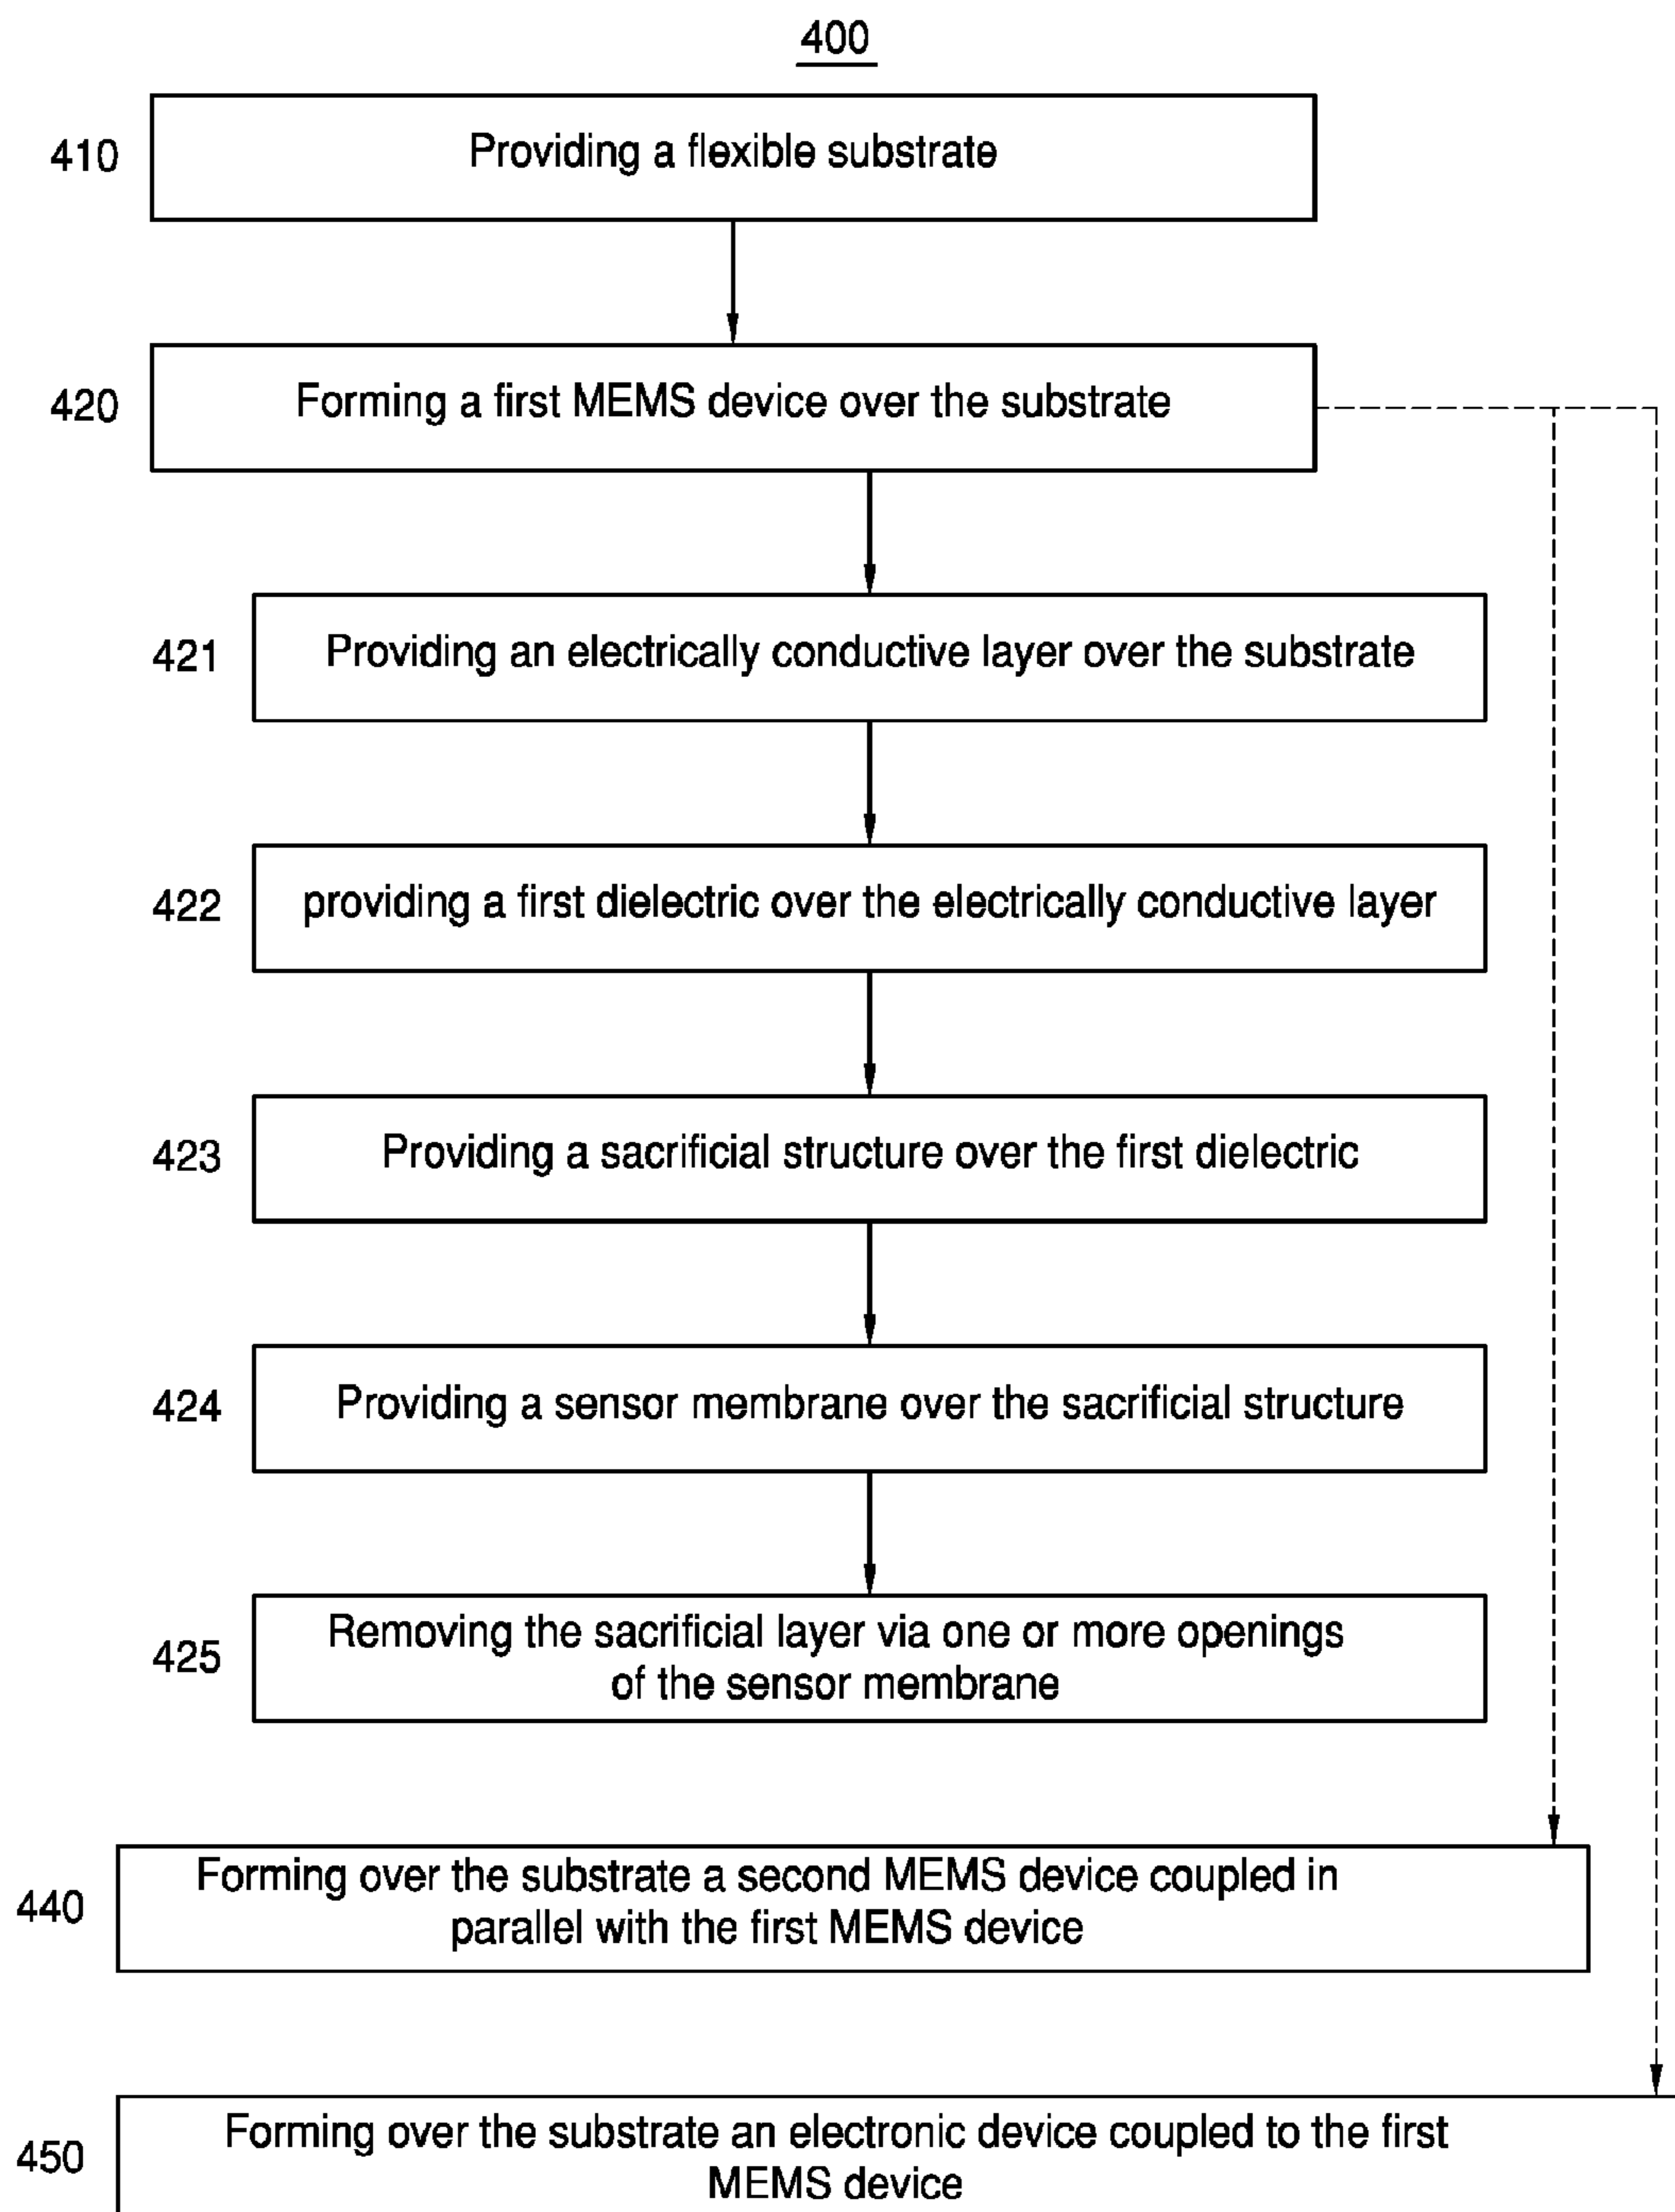 400
410
Providing a flexible substrate
420
Forming a first MEMS device over the substrate
421
Providing an electrically conductive layer over the substrate
422
providing a first dielectric over the electrically conductive layer
423
Providing a sacrificial structure over the first dielectric
424
Providing a sensor membrane over the sacrificial structure
425
Removing the sacrificial layer via one or more openings
of the sensor membrane
440
Forming over the substrate a second MEMS device coupled in
parallel with the first MEMS device
450
Forming over the substrate an electronic device coupled to the first
MEMS device